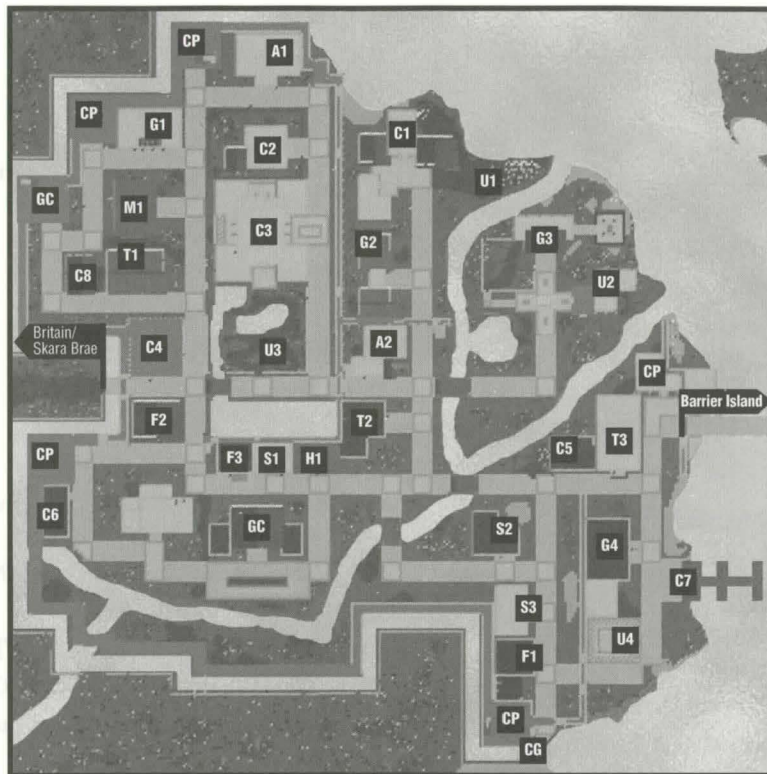 CP
A1
CP
G1
C1
C2
U1
GC
M1
C3
G2
G3
T1
C8
U2
Britain/
Skara Brae
C4
U3
A2
CP
Barrier Island
F2
T2
CP
F3
S1
H1
C5
T3
C6
GC
S2
G4
C7
S3
U4
F1
CP
CG